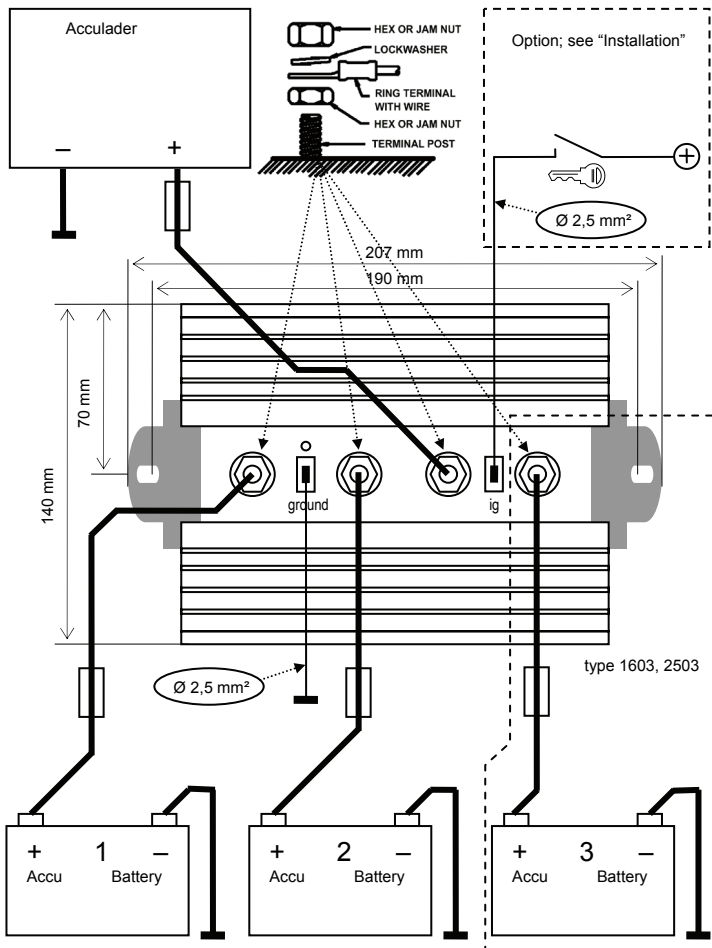 Acculader
–
+
HEX OR JAM NUT
LOCKWASHER
RING TERMINAL
WITH WIRE
HEX OR JAM NUT
TERMINAL POST
Option; see “Installation”
Ø 2,5 mm²
207 mm
190 mm
70 mm
140 mm
ground
ig
type 1603, 2503
Ø 2,5 mm²
+ 1 –
Accu Battery
+ 2 –
Accu Battery
+ 3 –
Accu Battery